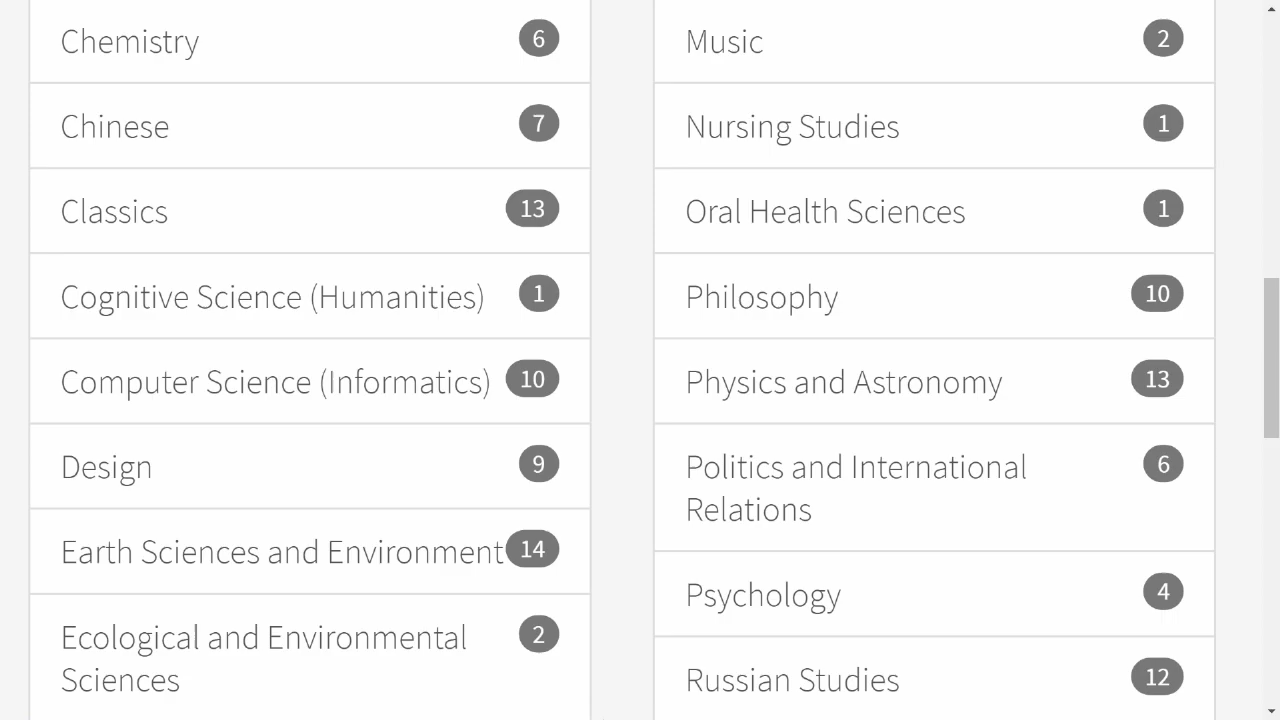 Chemistry 6
Chinese 7
Classics 13
Cognitive Science (Humanities) 1
Computer Science (Informatics) 10
Design 9
Earth Sciences and Environment 14
Ecological and Environmental 2
Sciences
Music 2
Nursing Studies 1
Oral Health Sciences 1
Philosophy 10
Physics and Astronomy 13
Politics and International 6
Relations
Psychology 4
Russian Studies 12